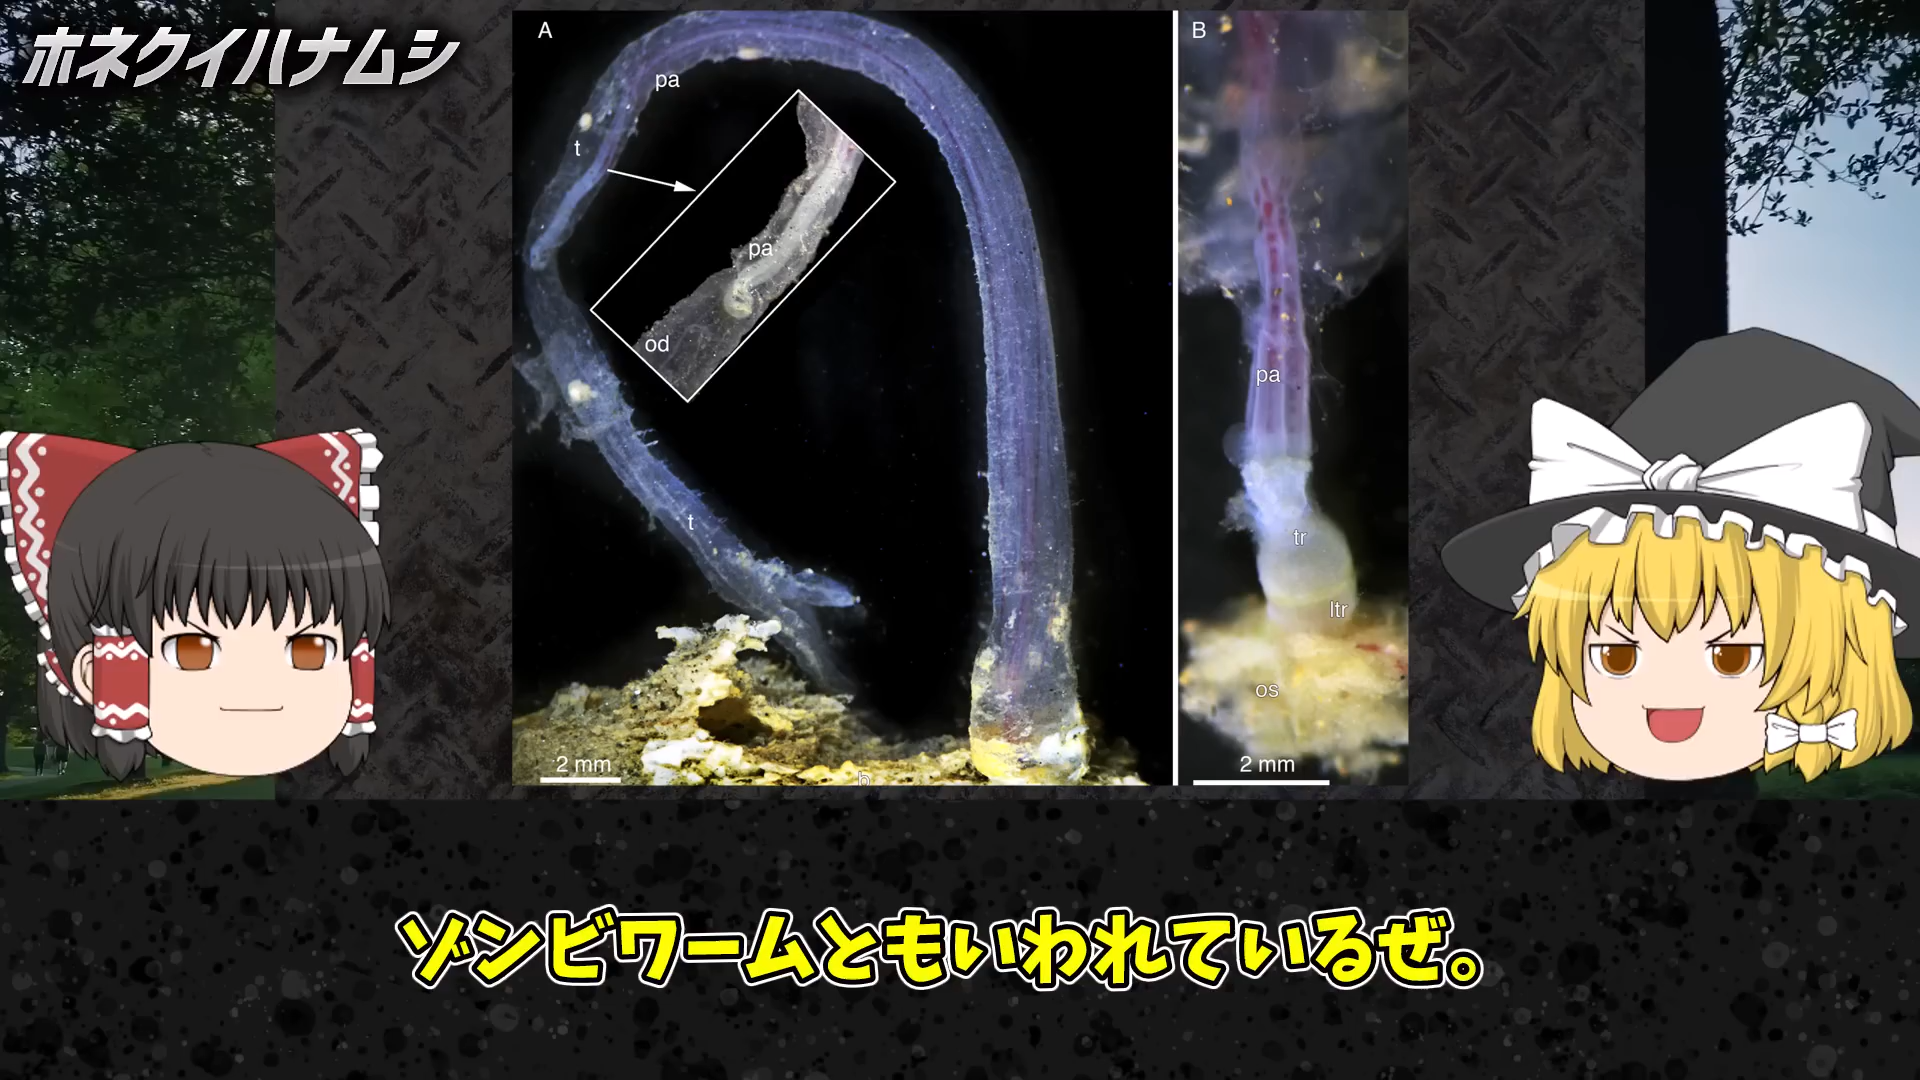 ホネクイハナムシ
A
pa
t
pa
od
t
2 mm
b
B
pa
tr
ltr
os
2 mm
ゾンビワームともいわれているぜ。